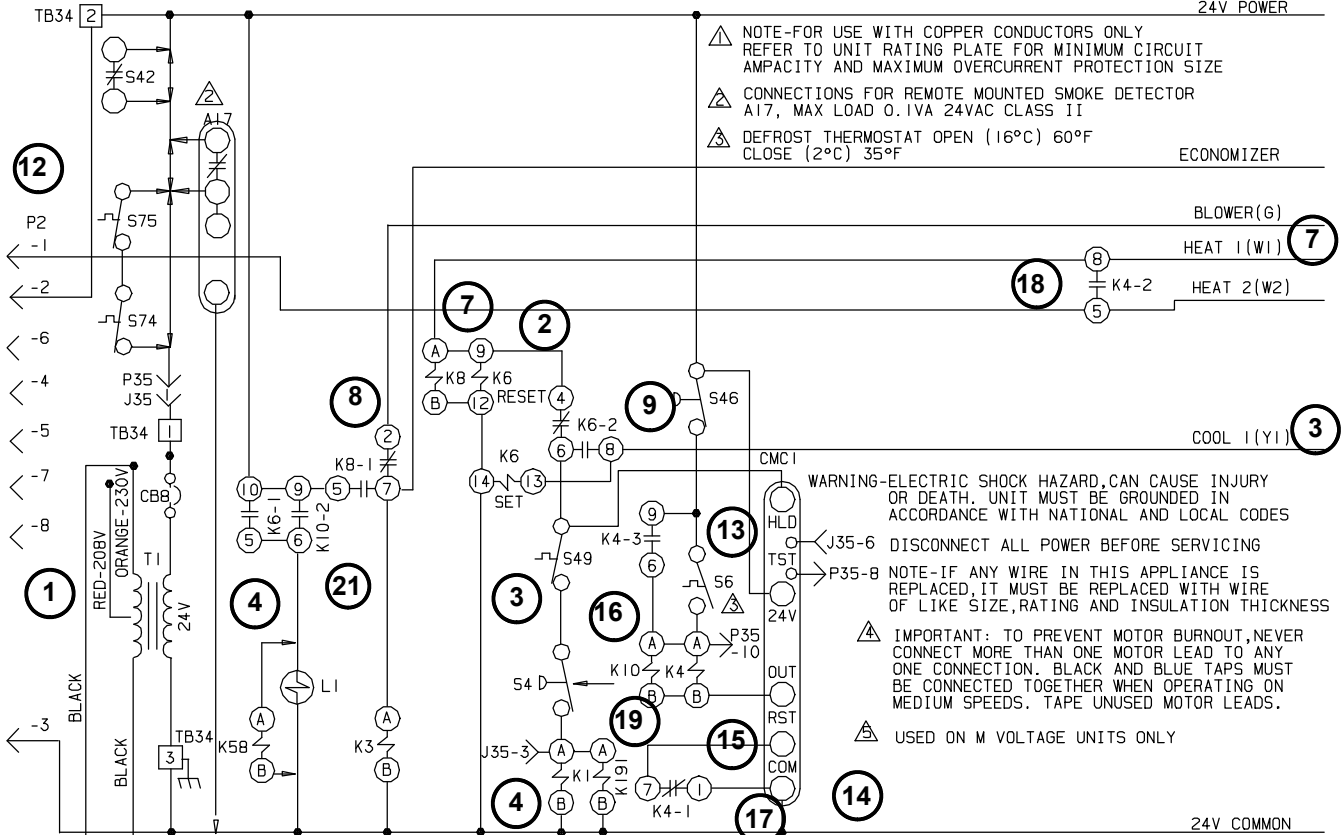 TB34 2
24V POWER
S42
2
A17
1 NOTE-FOR USE WITH COPPER CONDUCTORS ONLY
REFER TO UNIT RATING PLATE FOR MINIMUM CIRCUIT
AMPACITY AND MAXIMUM OVERCURRENT PROTECTION SIZE
2 CONNECTIONS FOR REMOTE MOUNTED SMOKE DETECTOR
A17, MAX LOAD 0.1VA 24VAC CLASS II
3 DEFROST THERMOSTAT OPEN (16°C) 60°F
CLOSE (2°C) 35°F
ECONOMIZER
12
P2
S75
BLOWER(G)
-1
HEAT 1(W1) 7
8
18
K4-2
-2
HEAT 2(W2)
5
S74
7
2
-6
A 9
K8 K6
P35
J35
-4
B 12
RESET 4
8
9
S46
TB34 1
-5
2
K6-2
6 8
COOL 1(Y1) 3
K8-1
CMC1
-7
10 9 5 7
K6
14 13
SET
CB8
K6-1
K10-2
5 6
-8
HLD
WARNING-ELECTRIC SHOCK HAZARD,CAN CAUSE INJURY
OR DEATH. UNIT MUST BE GROUNDED IN
ACCORDANCE WITH NATIONAL AND LOCAL CODES
9
K4-3
6
13
TST
J35-6 DISCONNECT ALL POWER BEFORE SERVICING
S49
P35-8 NOTE-IF ANY WIRE IN THIS APPLIANCE IS
REPLACED,IT MUST BE REPLACED WITH WIRE
OF LIKE SIZE,RATING AND INSULATION THICKNESS
S6
3
24V
1
RED-208V
ORANGE-230V
T1
24V
4
21
3
16
A A
P35
-10
K10 K4
B B
OUT
4 IMPORTANT: TO PREVENT MOTOR BURNOUT,NEVER
CONNECT MORE THAN ONE MOTOR LEAD TO ANY
ONE CONNECTION. BLACK AND BLUE TAPS MUST
BE CONNECTED TOGETHER WHEN OPERATING ON
MEDIUM SPEEDS. TAPE UNUSED MOTOR LEADS.
S4
L1
BLACK
19
RST
15
5 USED ON M VOLTAGE UNITS ONLY
-3
A
K58
B
A
K3
B
TB34
3
BLACK
J35-3
A A
K1 K191
B B
4
COM
7 1
K4-1
14
17
24V COMMON